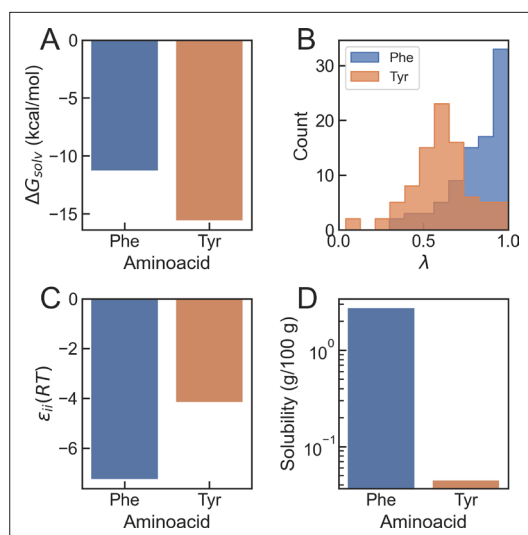 A
0
−5
−10
−15
ΔG_solv (kcal/mol)
Phe Tyr
Aminoacid
B
Phe
Tyr
30
20
10
0
Count
0.0 0.5 1.0
λ
C
0
−2
−4
−6
ε_ii(RT)
Phe Tyr
Aminoacid
D
10⁰
10⁻¹
Solubility (g/100 g)
Phe Tyr
Aminoacid